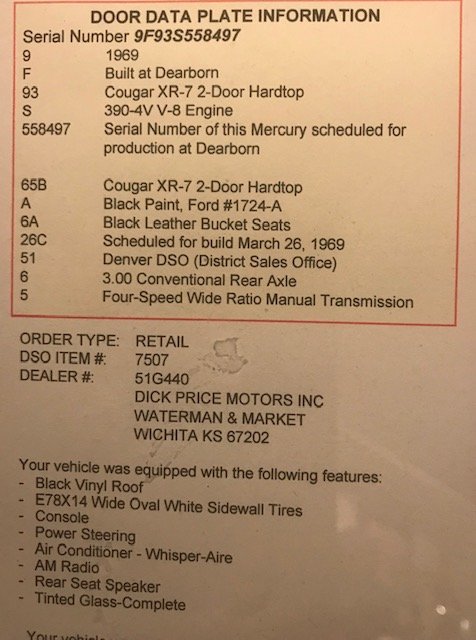 DOOR DATA PLATE INFORMATION
Serial Number 9F93S558497
9 1969
F Built at Dearborn
93 Cougar XR-7 2-Door Hardtop
S 390-4V V-8 Engine
558497 Serial Number of this Mercury scheduled for
production at Dearborn
65B Cougar XR-7 2-Door Hardtop
A Black Paint, Ford #1724-A
6A Black Leather Bucket Seats
26C Scheduled for build March 26, 1969
51 Denver DSO (District Sales Office)
6 3.00 Conventional Rear Axle
5 Four-Speed Wide Ratio Manual Transmission
ORDER TYPE: RETAIL
DSO ITEM #: 7507
DEALER #: 51G440
DICK PRICE MOTORS INC
WATERMAN & MARKET
WICHITA KS 67202
Your vehicle was equipped with the following features:
- Black Vinyl Roof
- E78X14 Wide Oval White Sidewall Tires
- Console
- Power Steering
- Air Conditioner - Whisper-Aire
- AM Radio
- Rear Seat Speaker
- Tinted Glass-Complete
Your vehicle